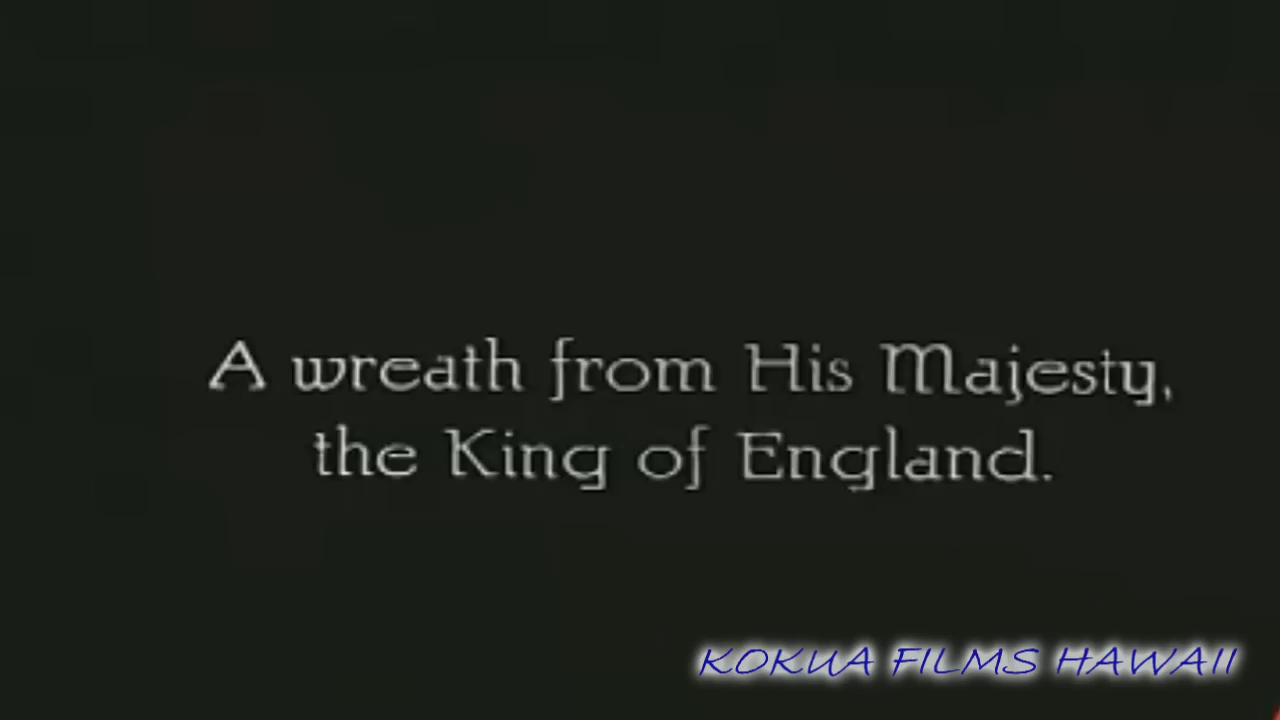 A wreath from His Majesty,
the King of England.
KOKUA FILMS HAWAII